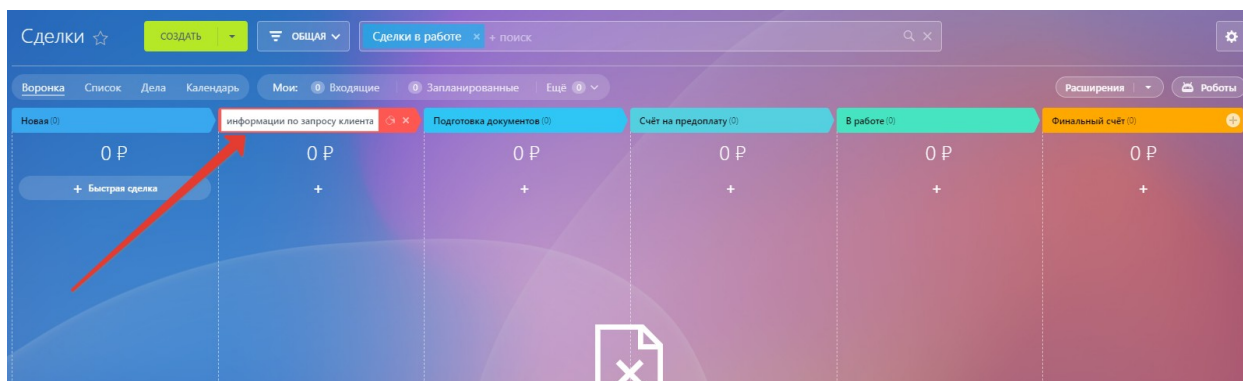 Сделки СОЗДАТЬ ОБЩАЯ Сделки в работе × + поиск
Воронка Список Дела Календарь Мои: 0 Входящие 0 Запланированные Ещё 0 Расширения Роботы
Новая (0) информации по запросу клиента Подготовка документов (0) Счёт на предоплату (0) В работе (0) Финальный счёт (0)
0 ₽ 0 ₽ 0 ₽ 0 ₽ 0 ₽ 0 ₽
+ Быстрая сделка + + + + +